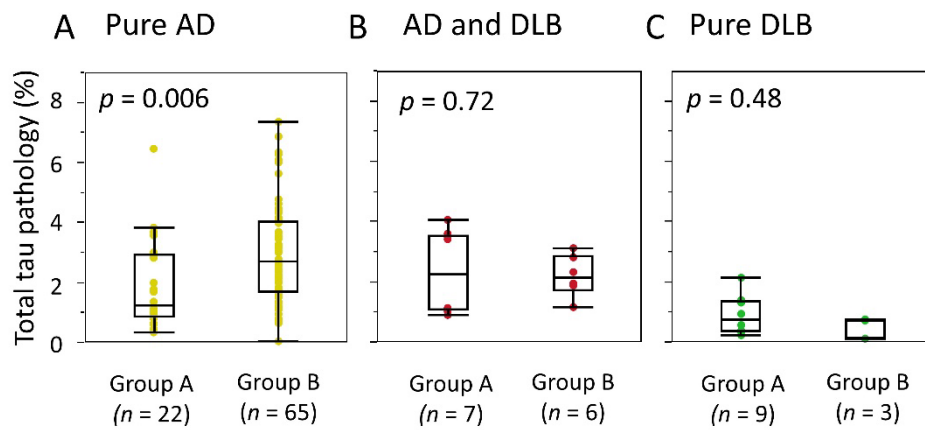 A Pure AD
B AD and DLB
C Pure DLB
Total tau pathology (%)
8
6
4
2
0
p = 0.006
p = 0.72
p = 0.48
Group A
(n = 22)
Group B
(n = 65)
Group A
(n = 7)
Group B
(n = 6)
Group A
(n = 9)
Group B
(n = 3)